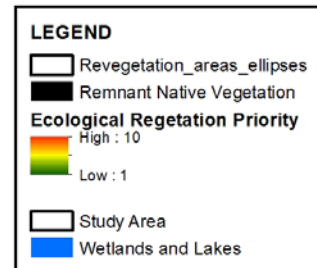 LEGEND
Revegetation_areas_ellipses
Remnant Native Vegetation
Ecological Regetation Priority
High : 10
Low : 1
Study Area
Wetlands and Lakes